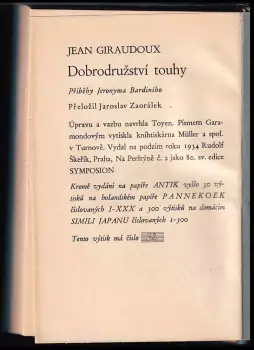 JEAN GIRAUDOUX
Dobrodružství touhy
Příběhy Jeronyma Bardiniho
Přeložil Jaroslav Zaorálek
Úpravu a vazbu navrhla Toyen. Písmem Gara-
mondovým vytiskla knihtiskárna Müller a spol.
v Turnově. Vydal na podzim roku 1934 Rudolf
Škeřík, Praha, Na Perštýně č. 2 jako 80. sv. edice
SYMPOSION
Kromě vydání na papíře ANTIK vyšlo 30 vý-
tisků na holandském papíře PANNEKOEK
číslovaných I-XXX a 300 výtisků na domácím
SIMILI JAPANU číslovaných 1-300
Tento výtisk má číslo